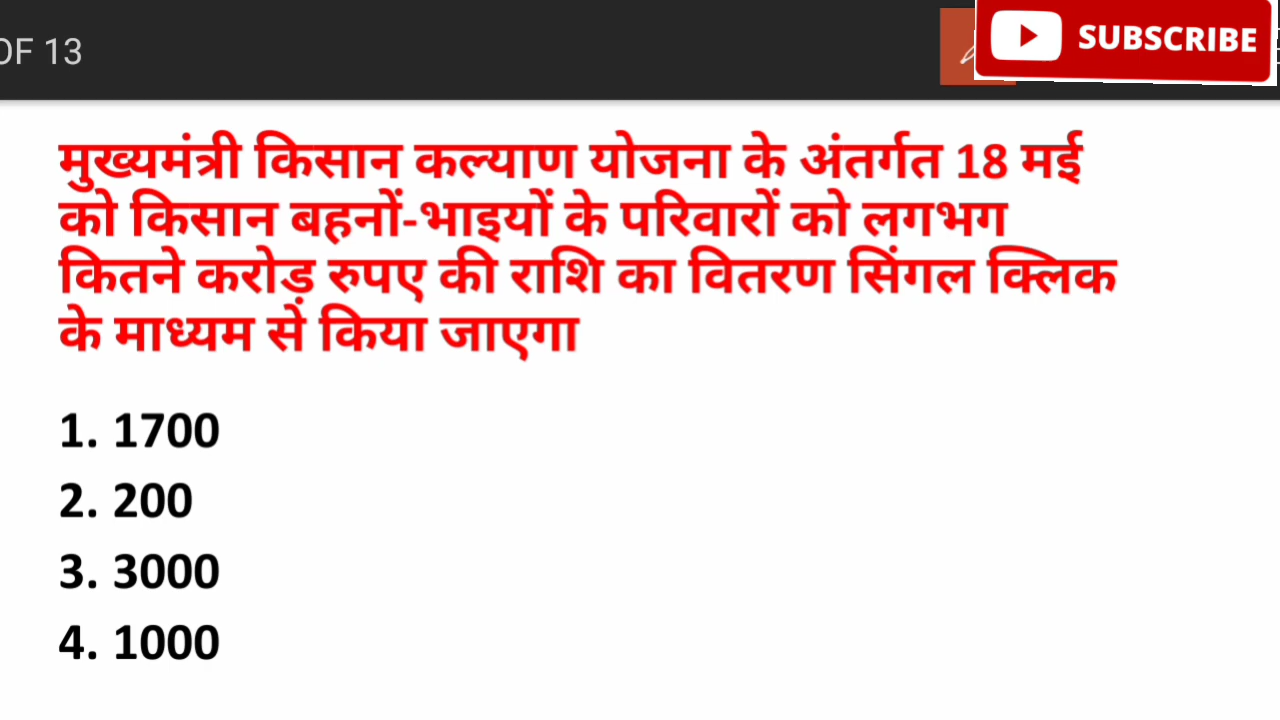 OF 13
SUBSCRIBE
मुख्यमंत्री किसान कल्याण योजना के अंतर्गत 18 मई
को किसान बहनों-भाइयों के परिवारों को लगभग
कितने करोड़ रुपए की राशि का वितरण सिंगल क्लिक
के माध्यम से किया जाएगा
1. 1700
2. 200
3. 3000
4. 1000